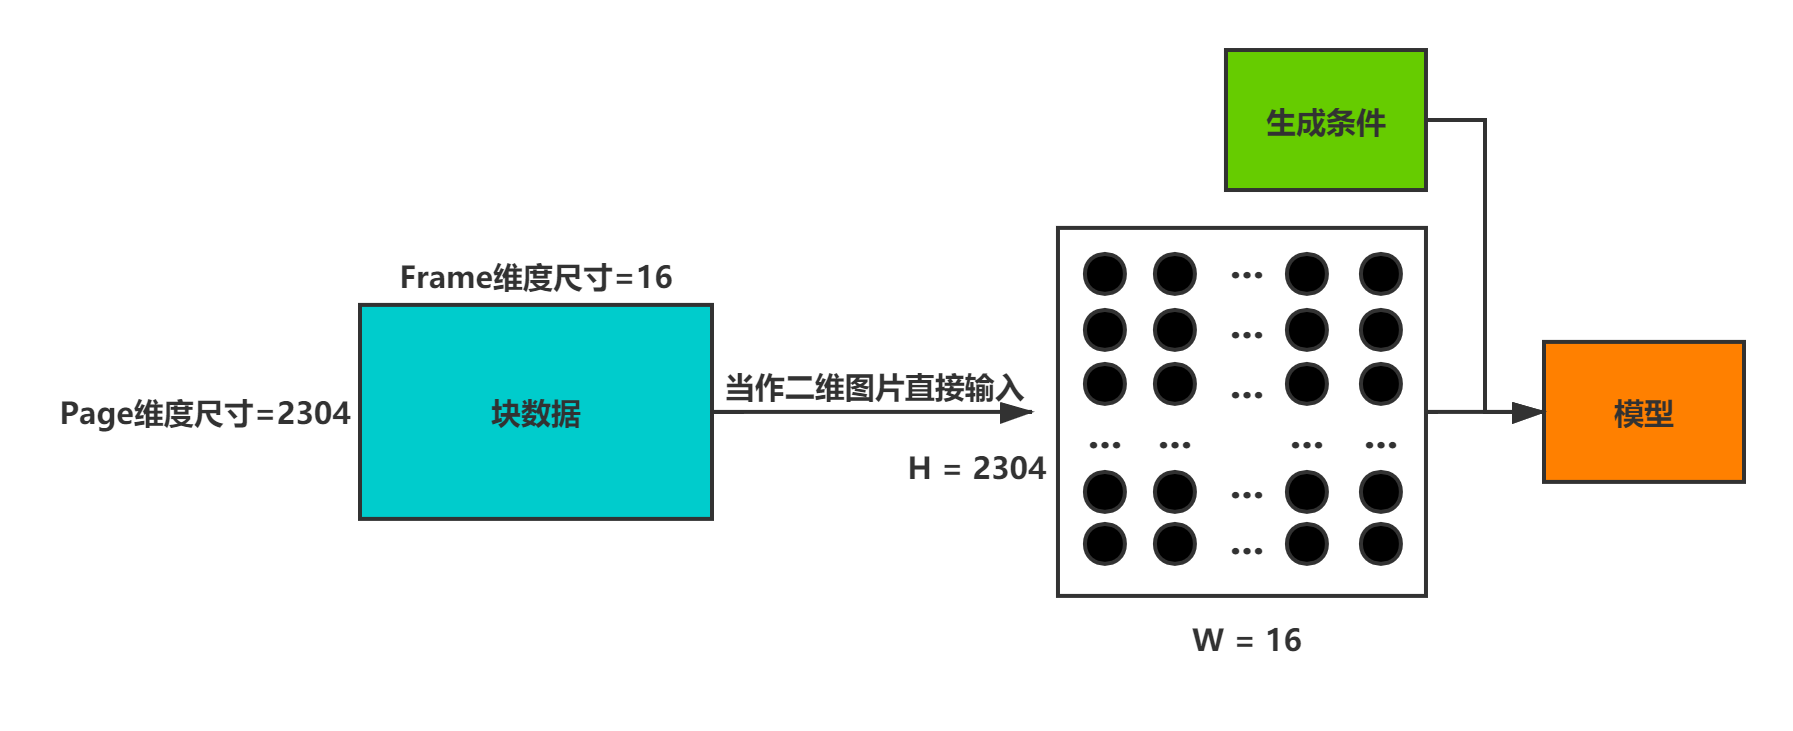 生成条件
Frame维度尺寸=16
Page维度尺寸=2304
块数据
当作二维图片直接输入
...
...
...
... ... ... ...
...
...
H = 2304
W = 16
模型